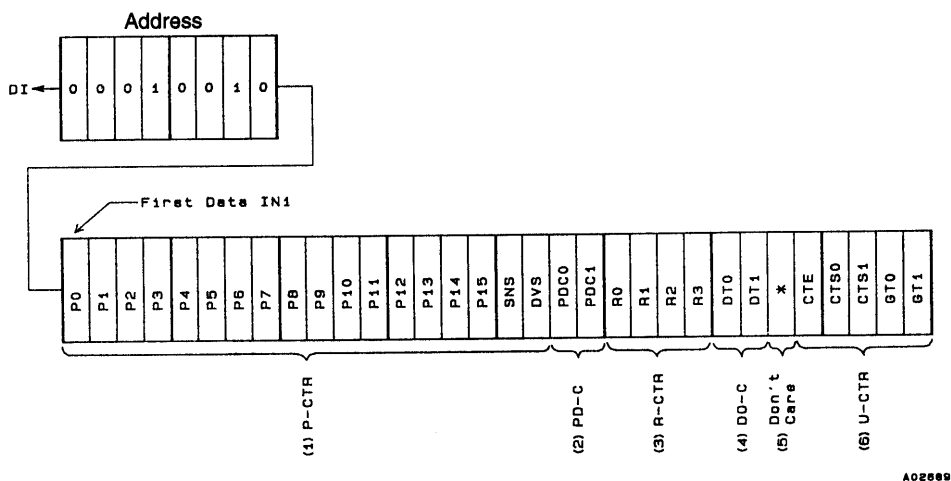 Address
DI 0 0 0 1 0 0 1 0
First Data IN1
P0 P1 P2 P3 P4 P5 P6 P7 P8 P9 P10 P11 P12 P13 P14 P15 SNS DVS PDC0 PDC1 R0 R1 R2 R3 DT0 DT1 * CTE CTS0 CTS1 GT0 GT1
(1) P-CTR
(2) PD-C
(3) R-CTR
(4) DO-C
(5) Don't
Care
(6) U-CTR
A02689